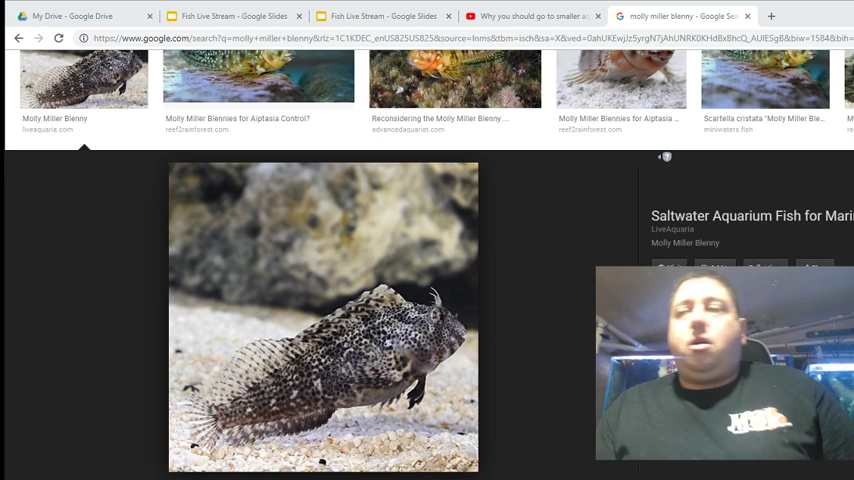 My Drive - Google Drive
Fish Live Stream - Google Slides
Fish Live Stream - Google Slides
Why you should go to smaller a
molly miller blenny - Google Sea
https://www.google.com/search?q=molly+miller+blenny&rlz=1C1KDEC_enUS825US825&source=lnms&tbm=isch&sa=X&ved=0ahUKEwjJz5yrgN7jAhUNRK0KHdBxBhcQ_AUIESgB&biw=1584&bih=
Molly Miller Blenny
liveaquaria.com
Molly Miller Blennies for Aiptasia Control?
reef2rainforest.com
Reconsidering the Molly Miller Blenny ...
advancedaquarist.com
Molly Miller Blennies for Aiptasia ...
reef2rainforest.com
Scartella cristata "Molly Miller Ble...
miniwaters.fish
Saltwater Aquarium Fish for Mari
LiveAquaria
Molly Miller Blenny